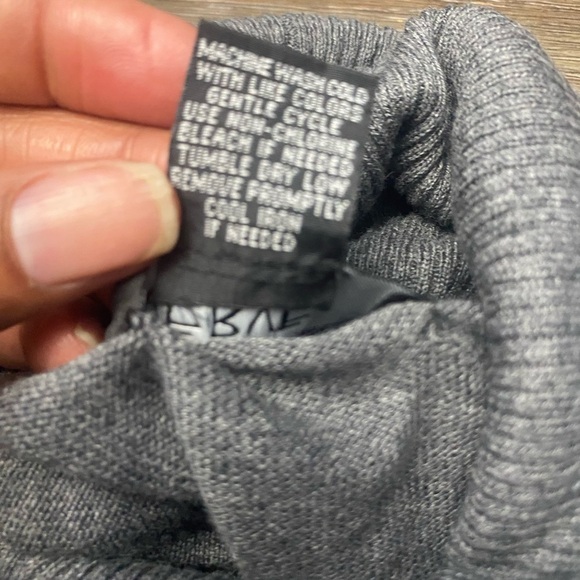 MACHINE WASH COLD
WITH LIKE COLORS
GENTLE CYCLE
USE NON-CHLORINE
BLEACH IF NEEDED
TUMBLE DRY LOW
REMOVE PROMPTLY
COOL IRON
IF NEEDED